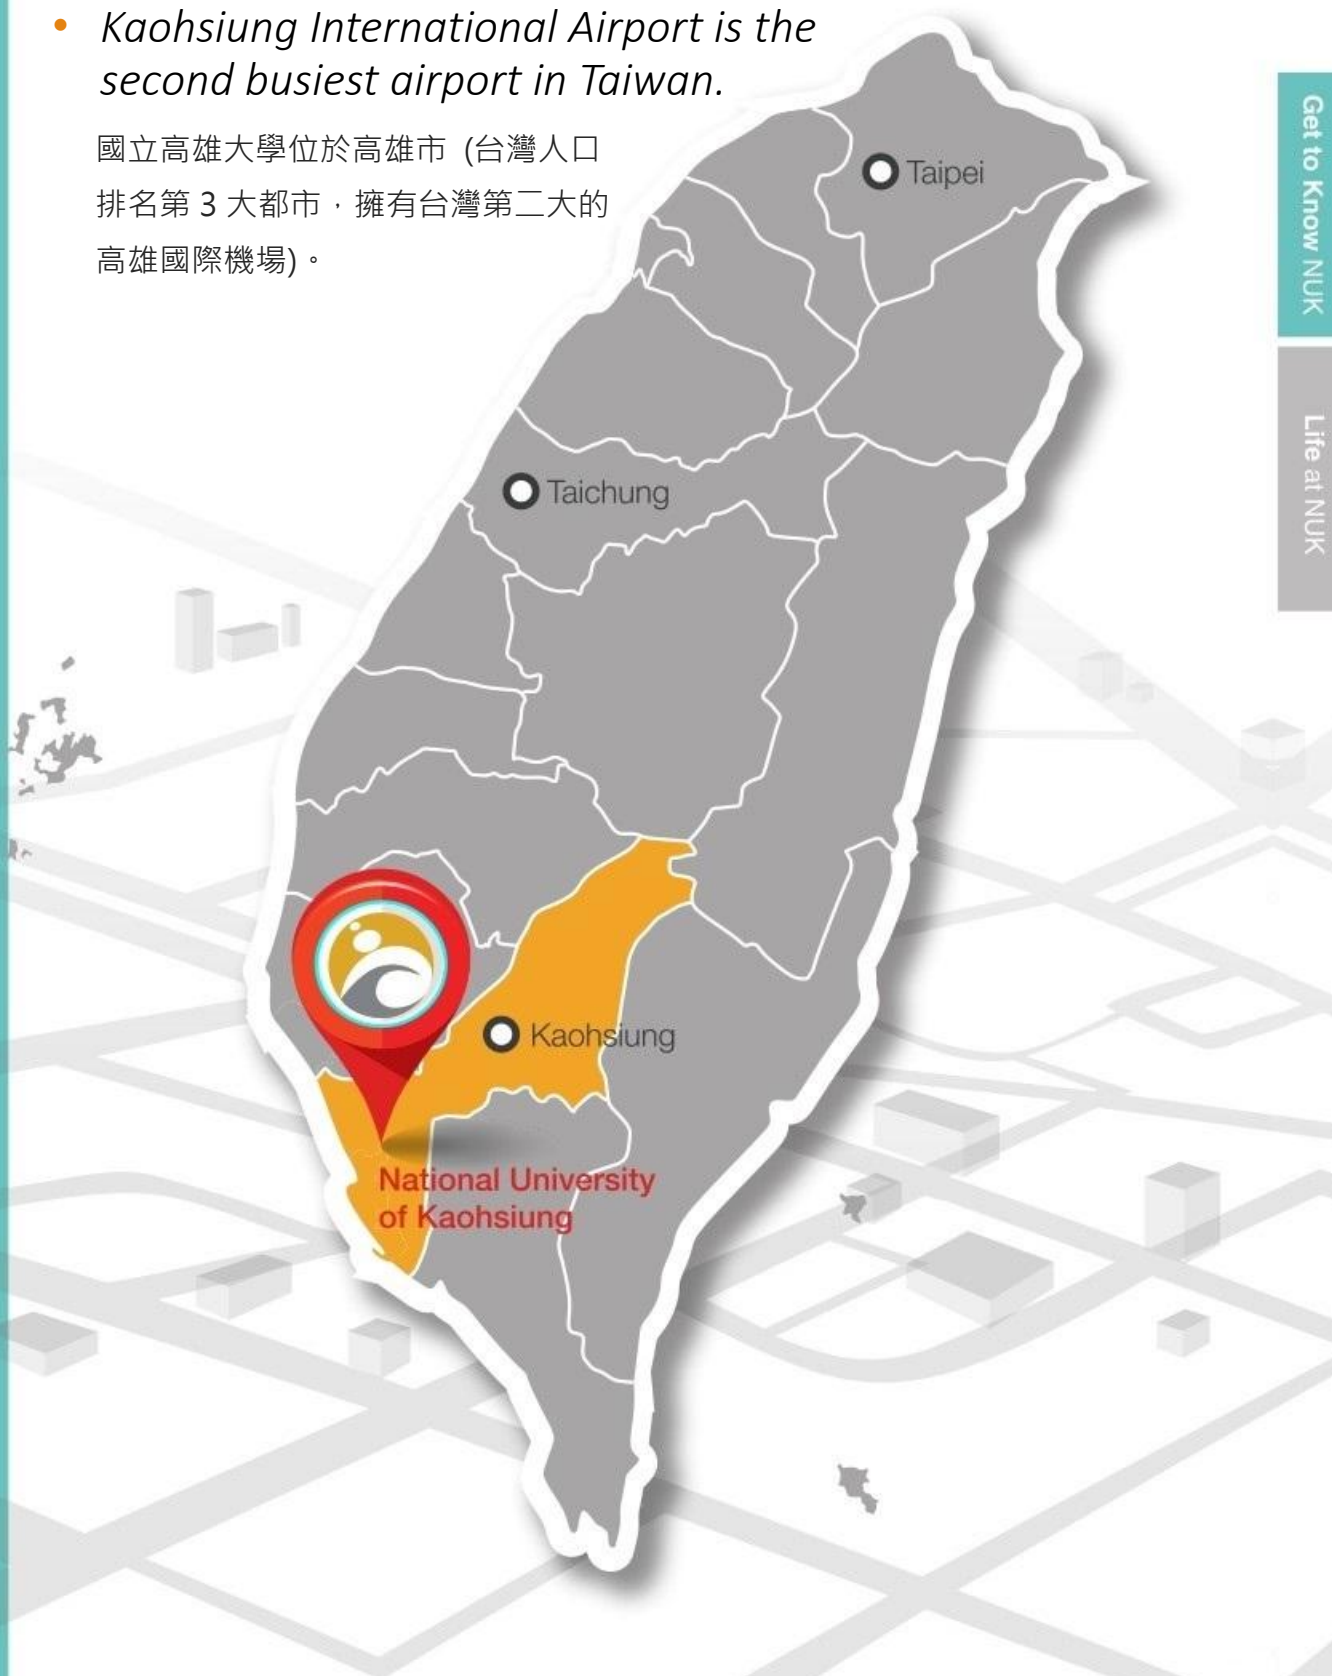 • Kaohsiung International Airport is the
second busiest airport in Taiwan.
國立高雄大學位於高雄市 (台灣人口
排名第 3 大都市，擁有台灣第二大的
高雄國際機場)。
Taipei
Taichung
Kaohsiung
National University
of Kaohsiung
Get to Know NUK
Life at NUK